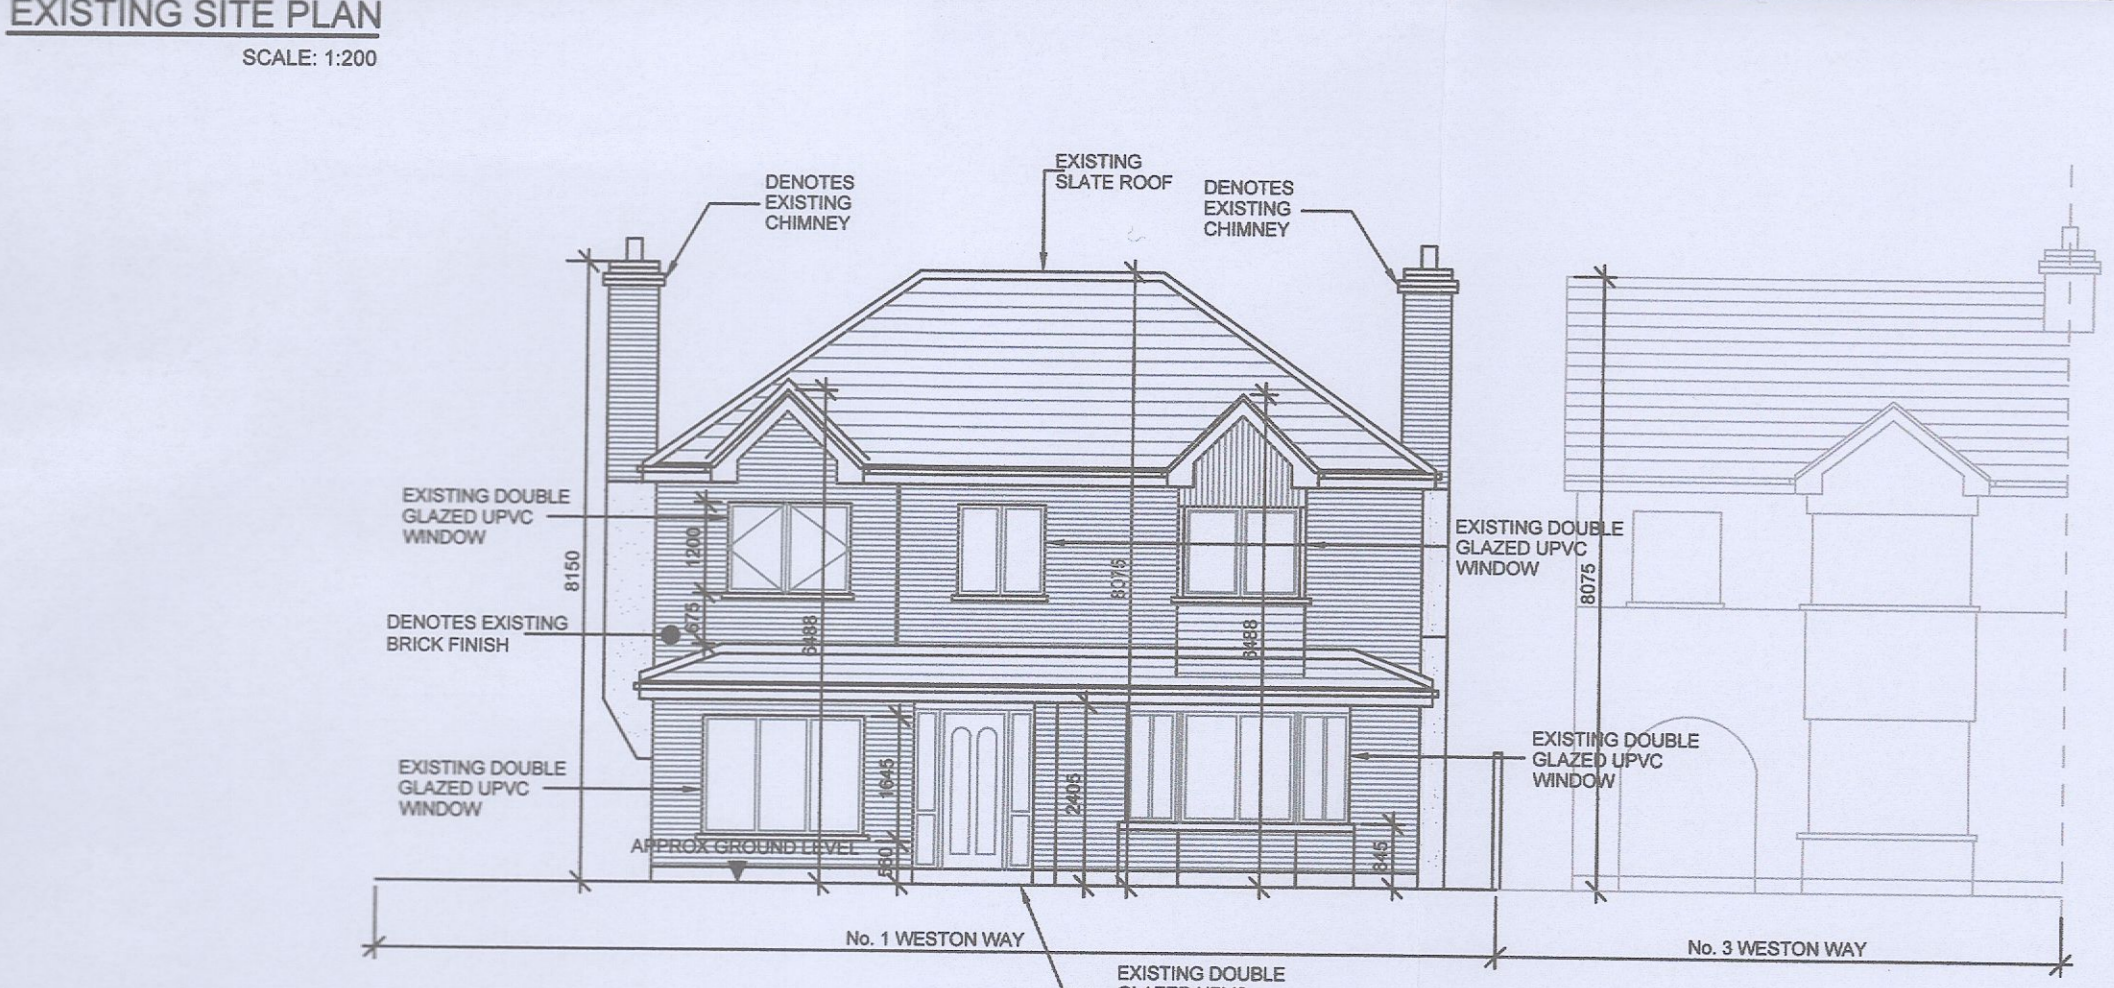 EXISTING SITE PLAN
SCALE: 1:200
EXISTING
SLATE ROOF
DENOTES
EXISTING
CHIMNEY
DENOTES
EXISTING
CHIMNEY
EXISTING DOUBLE
GLAZED UPVC
WINDOW
1200
EXISTING DOUBLE
GLAZED UPVC
WINDOW
8150
8075
8075
DENOTES EXISTING
BRICK FINISH
675
6488
6488
EXISTING DOUBLE
GLAZED UPVC
WINDOW
EXISTING DOUBLE
GLAZED UPVC
WINDOW
1645
2405
APPROX GROUND LEVEL
560
845
No. 1 WESTON WAY
No. 3 WESTON WAY
EXISTING DOUBLE